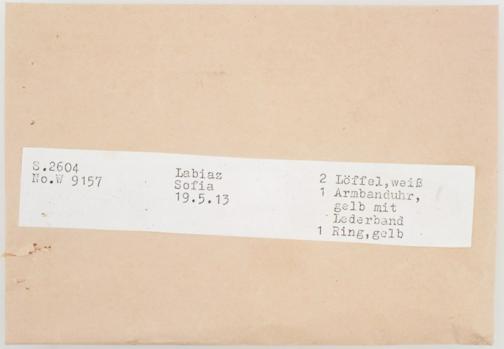 S.2604
No.W 9157
Labiaz
Sofia
19.5.13
2 Löffel,weiß
1 Armbanduhr,
gelb mit
Lederband
1 Ring,gelb